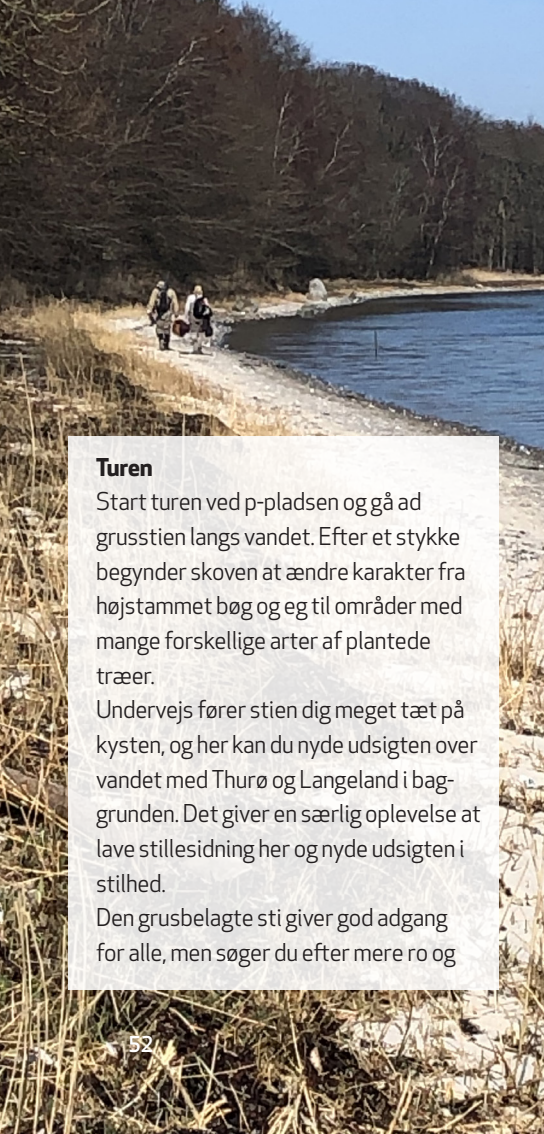 Turen
Start turen ved p-pladsen og gå ad
grusstien langs vandet. Efter et stykke
begynder skoven at ændre karakter fra
højstammet bøg og eg til områder med
mange forskellige arter af plantede
træer.
Undervejs fører stien dig meget tæt på
kysten, og her kan du nyde udsigten over
vandet med Thurø og Langeland i bag-
grunden. Det giver en særlig oplevelse at
lave stillesidning her og nyde udsigten i
stilhed.
Den grusbelagte sti giver god adgang
for alle, men søger du efter mere ro og
52